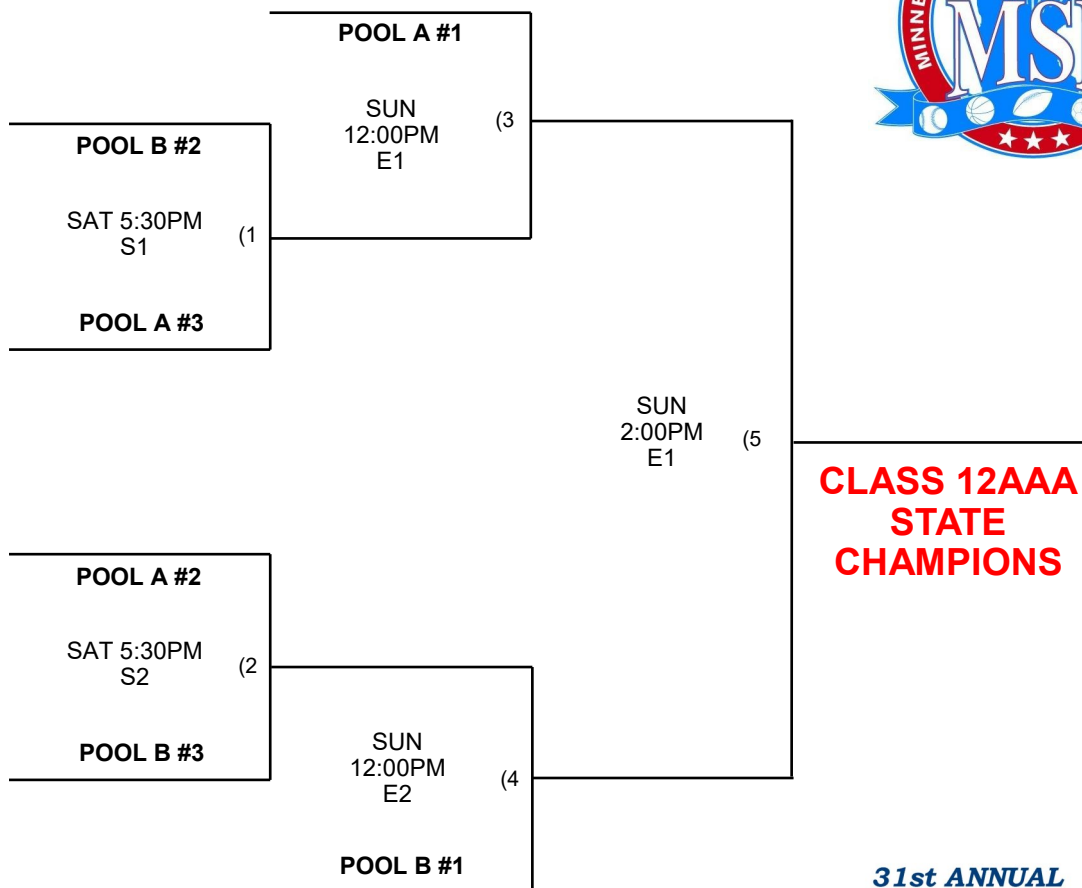 POOL A #1
SUN
12:00PM
E1
(3
POOL B #2
SAT 5:30PM
S1
(1
POOL A #3
SUN
2:00PM
E1
(5
CLASS 12AAA
STATE
CHAMPIONS
POOL A #2
SAT 5:30PM
S2
(2
POOL B #3
SUN
12:00PM
E2
(4
POOL B #1
31st ANNUAL